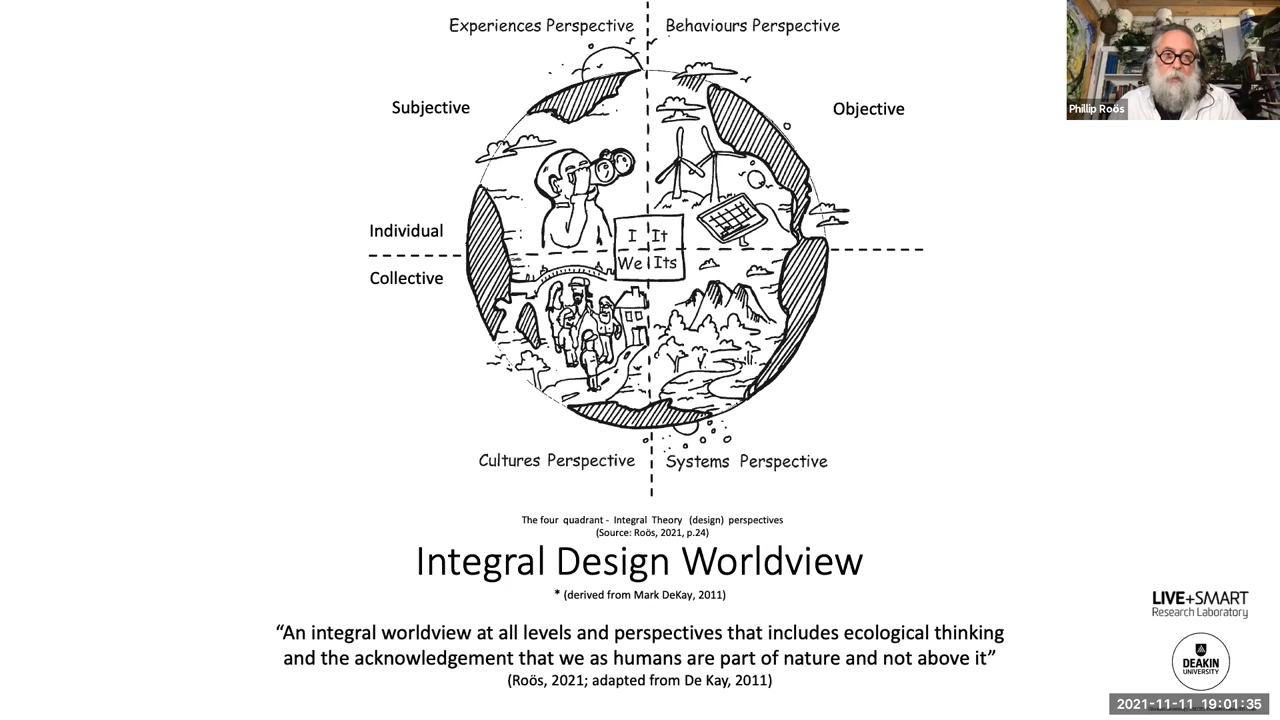 Experiences Perspective
Behaviours Perspective
Subjective
Objective
Phillip Roös
Individual
Collective
I It
We Its
Cultures Perspective
Systems Perspective
The four quadrant - Integral Theory (design) perspectives
(Source: Roös, 2021, p.24)
Integral Design Worldview
* (derived from Mark DeKay, 2011)
“An integral worldview at all levels and perspectives that includes ecological thinking
and the acknowledgement that we as humans are part of nature and not above it”
(Roös, 2021; adapted from De Kay, 2011)
LIVE+SMART
Research Laboratory
DEAKIN
UNIVERSITY
2021-11-11 19:01:35